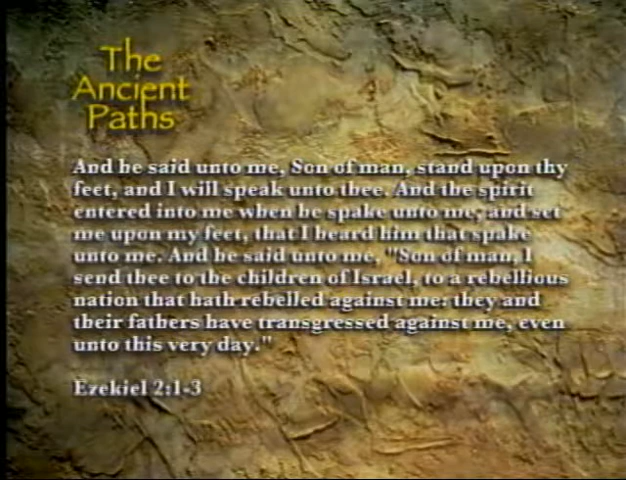 The
Ancient
Paths
And he said unto me, Son of man, stand upon thy
feet, and I will speak unto thee. And the spirit
entered into me when he spake unto me, and set
me upon my feet, that I heard him that spake
unto me. And he said unto me, "Son of man, I
send thee to the children of Israel, to a rebellious
nation that hath rebelled against me: they and
their fathers have transgressed against me, even
unto this very day."
Ezekiel 2:1-3